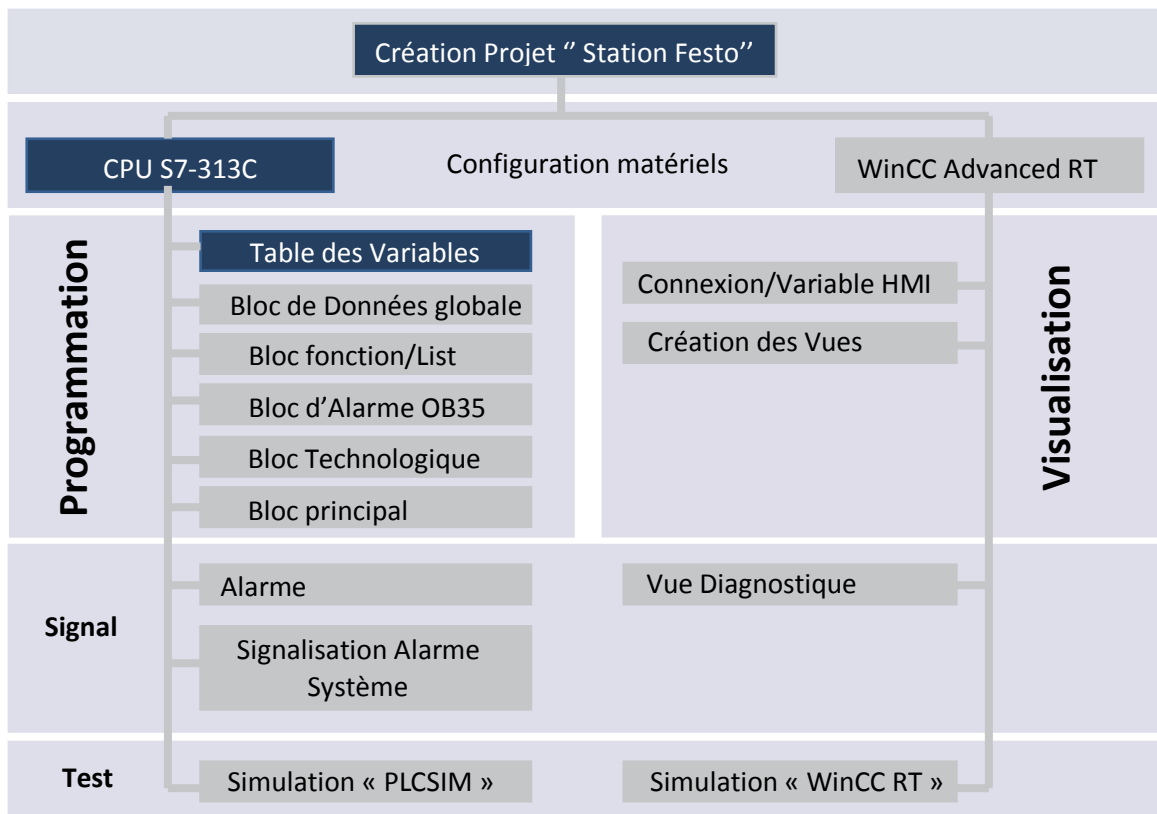 Création Projet ‘’ Station Festo’’
CPU S7-313C
Configuration matériels
WinCC Advanced RT
Programmation
Table des Variables
Bloc de Données globale
Bloc fonction/List
Bloc d’Alarme OB35
Bloc Technologique
Bloc principal
Connexion/Variable HMI
Création des Vues
Visualisation
Signal
Alarme
Signalisation Alarme
Système
Vue Diagnostique
Test
Simulation « PLCSIM »
Simulation « WinCC RT »